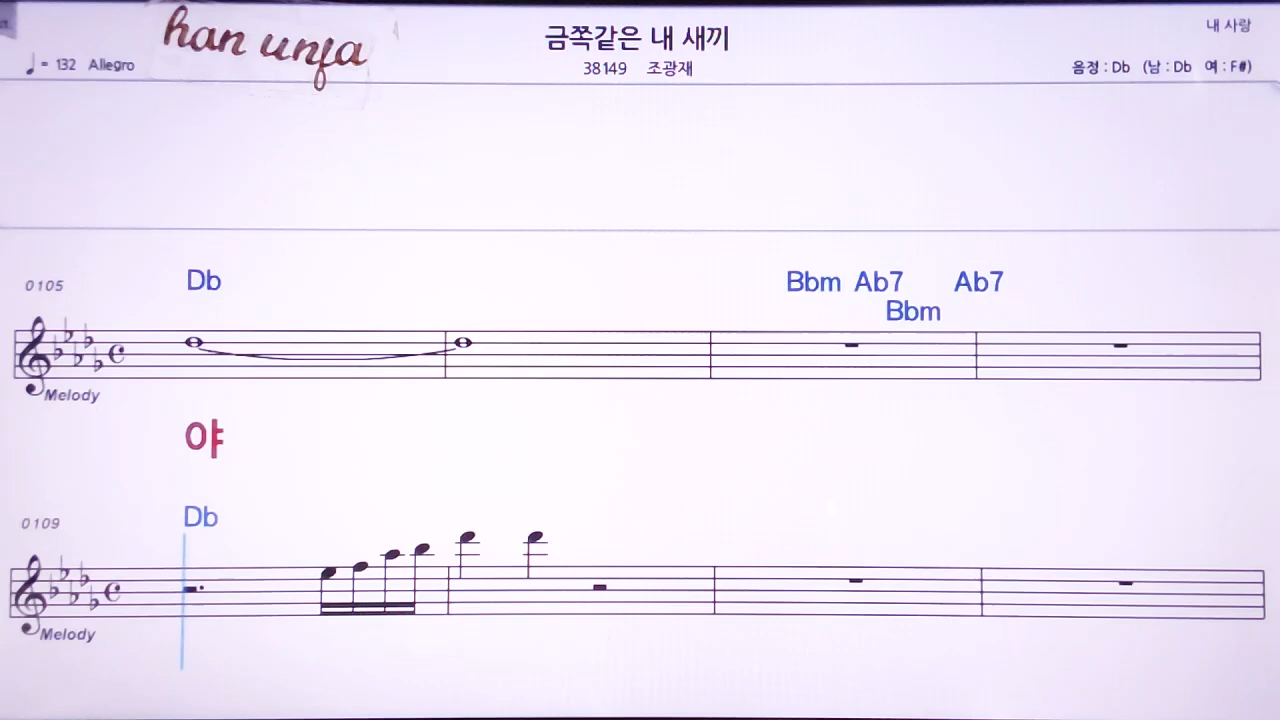 han unja
금쪽같은 내 새끼
내 사랑
= 132 Allegro
38149 조광재
음정 : Db (남 : Db 여 : F#)
0105
Db
Bbm Ab7 Ab7
Bbm
Melody
야
0109
Db
Melody